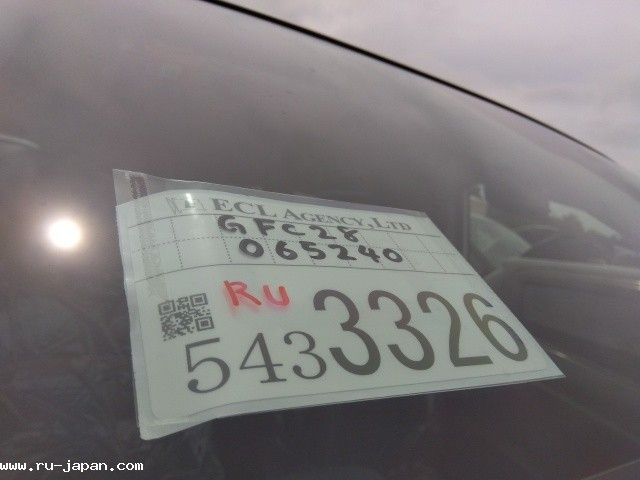 ECL AGENCY,LTD
GFC28
065240
RU
5433326
www.ru-japan.com